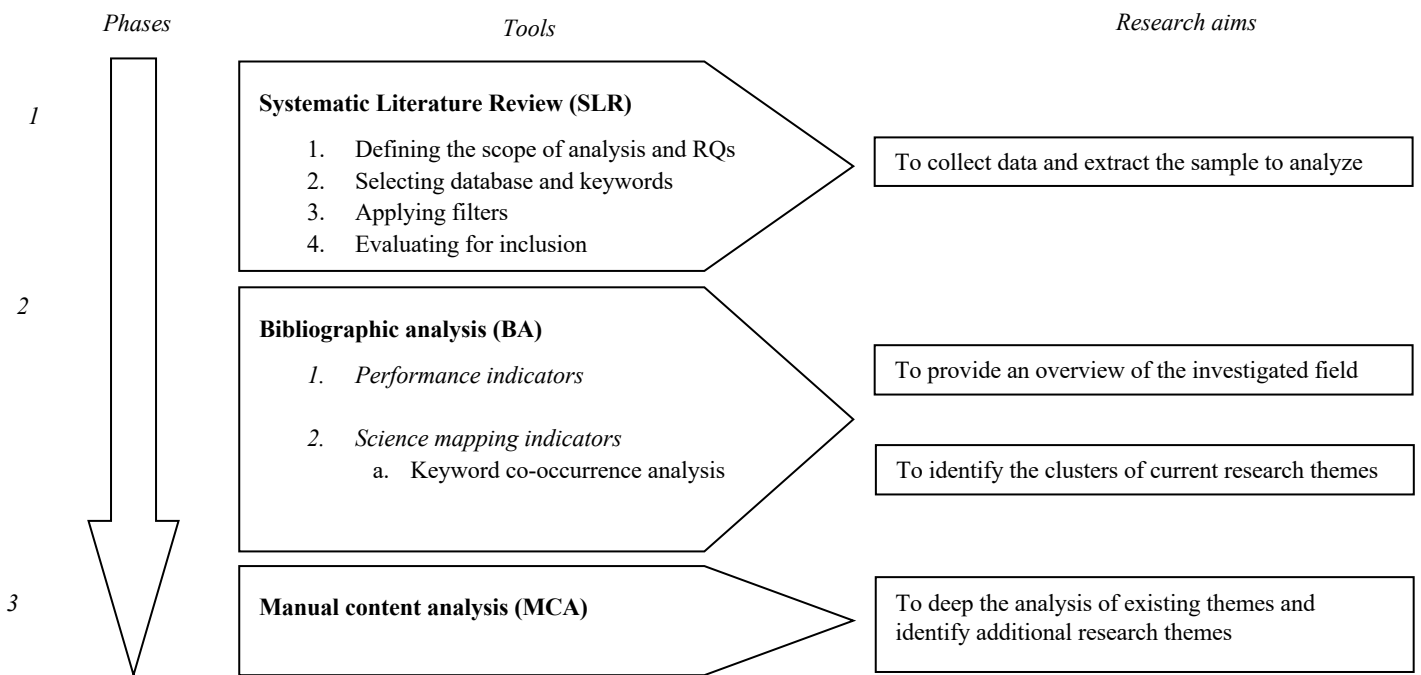 Phases
Tools
Research aims
1
Systematic Literature Review (SLR)
1. Defining the scope of analysis and RQs
2. Selecting database and keywords
3. Applying filters
4. Evaluating for inclusion
To collect data and extract the sample to analyze
2
Bibliographic analysis (BA)
1. Performance indicators
2. Science mapping indicators
a. Keyword co-occurrence analysis
To provide an overview of the investigated field
To identify the clusters of current research themes
3
Manual content analysis (MCA)
To deep the analysis of existing themes and
identify additional research themes